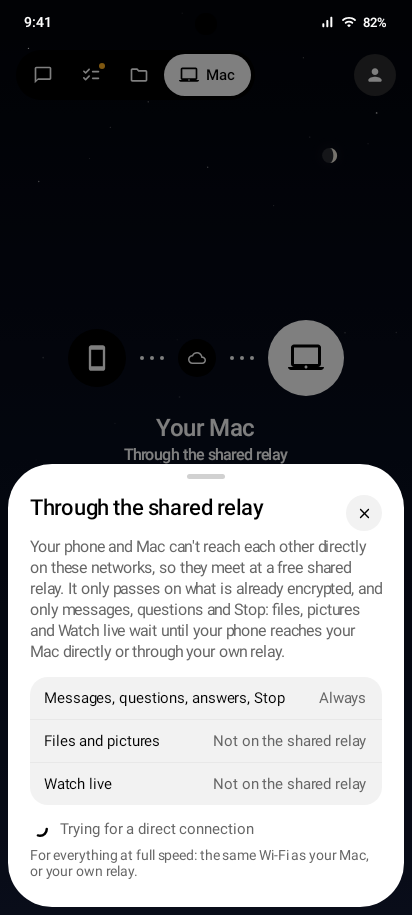 9:41
82%
Mac
Your Mac
Through the shared relay
Through the shared relay
Your phone and Mac can't reach each other directly
on these networks, so they meet at a free shared
relay. It only passes on what is already encrypted, and
only messages, questions and Stop: files, pictures
and Watch live wait until your phone reaches your
Mac directly or through your own relay.
Messages, questions, answers, Stop Always
Files and pictures Not on the shared relay
Watch live Not on the shared relay
Trying for a direct connection
For everything at full speed: the same Wi-Fi as your Mac,
or your own relay.